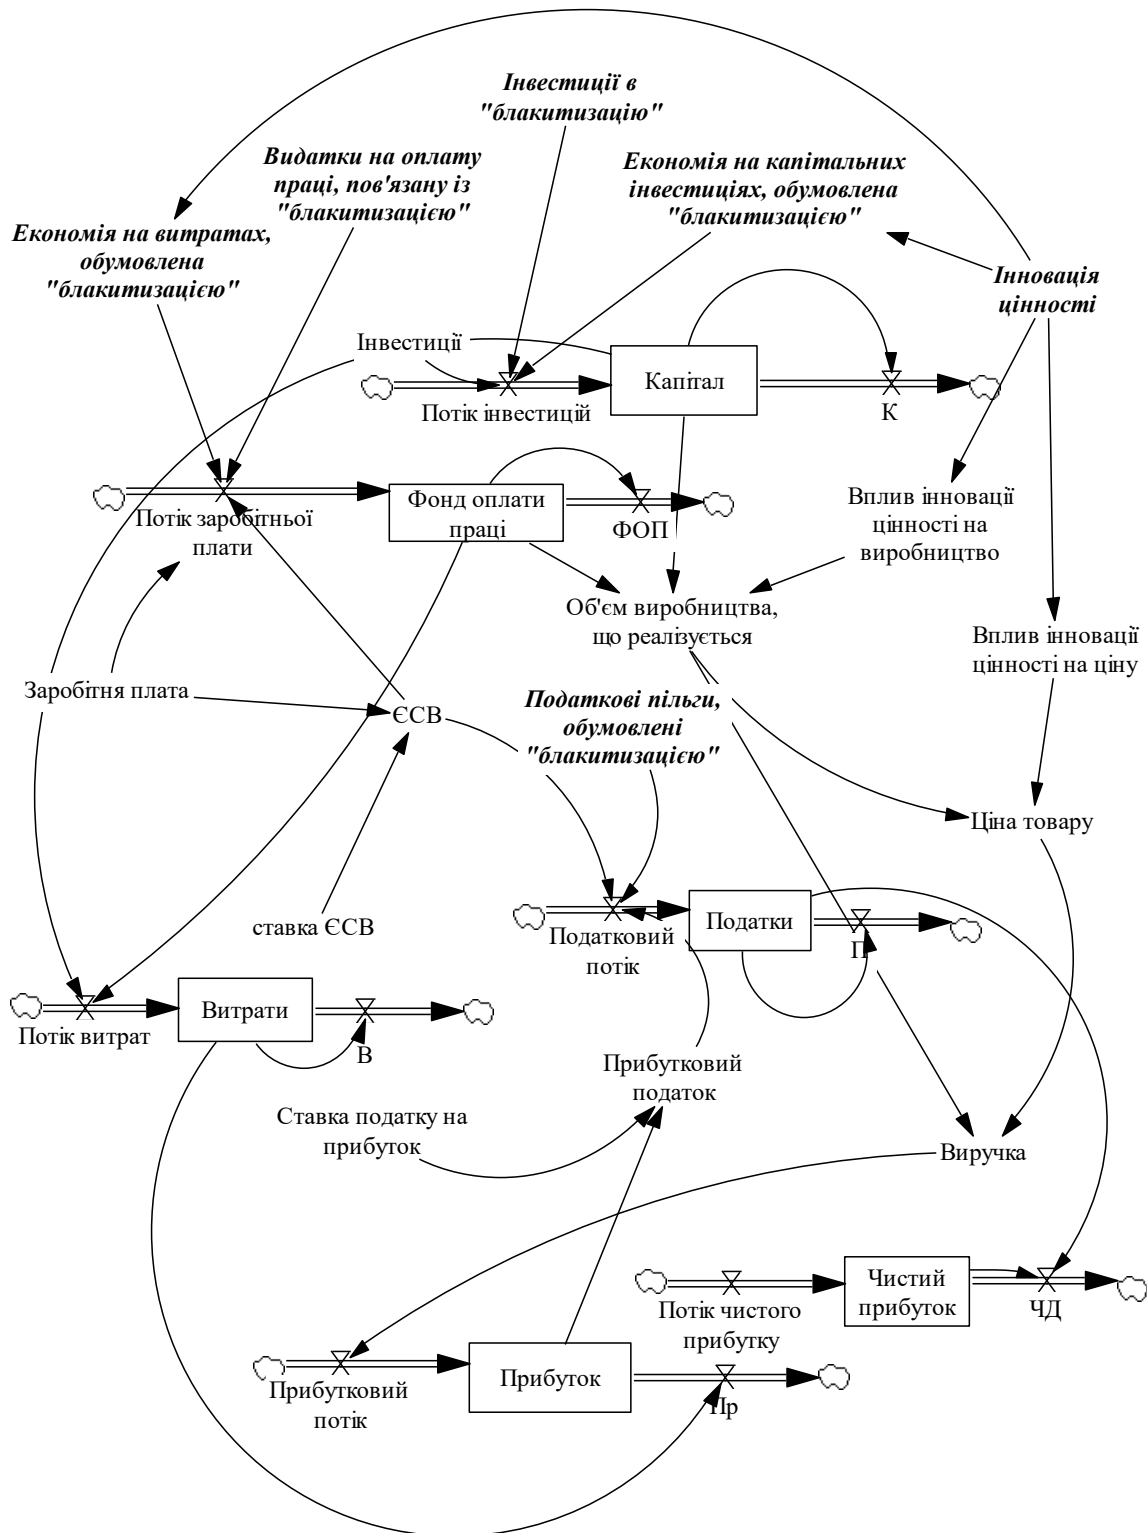 Інвестиції в
"блакитизацію"
Видатки на оплату
праці, пов'язану із
"блакитизацією"
Економія на капітальних
інвестиціях, обумовлена
"блакитизацією"
Економія на витратах,
обумовлена
"блакитизацією"
Інновація
цінності
Інвестиції
Капітал
Потік інвестицій
К
Фонд оплати
праці
Потік заробітньої
плати
ФОП
Вплив інновації
цінності на
виробництво
Об'єм виробництва,
що реалізується
Вплив інновації
цінності на ціну
Заробітня плата
ЄСВ
Податкові пільги,
обумовлені
"блакитизацією"
Ціна товару
ставка ЄСВ
Податки
Податковий
потік
П
Витрати
Потік витрат
В
Прибутковий
податок
Ставка податку на
прибуток
Виручка
Чистий
прибуток
Потік чистого
прибутку
ЧД
Прибуток
Прибутковий
потік
Пр